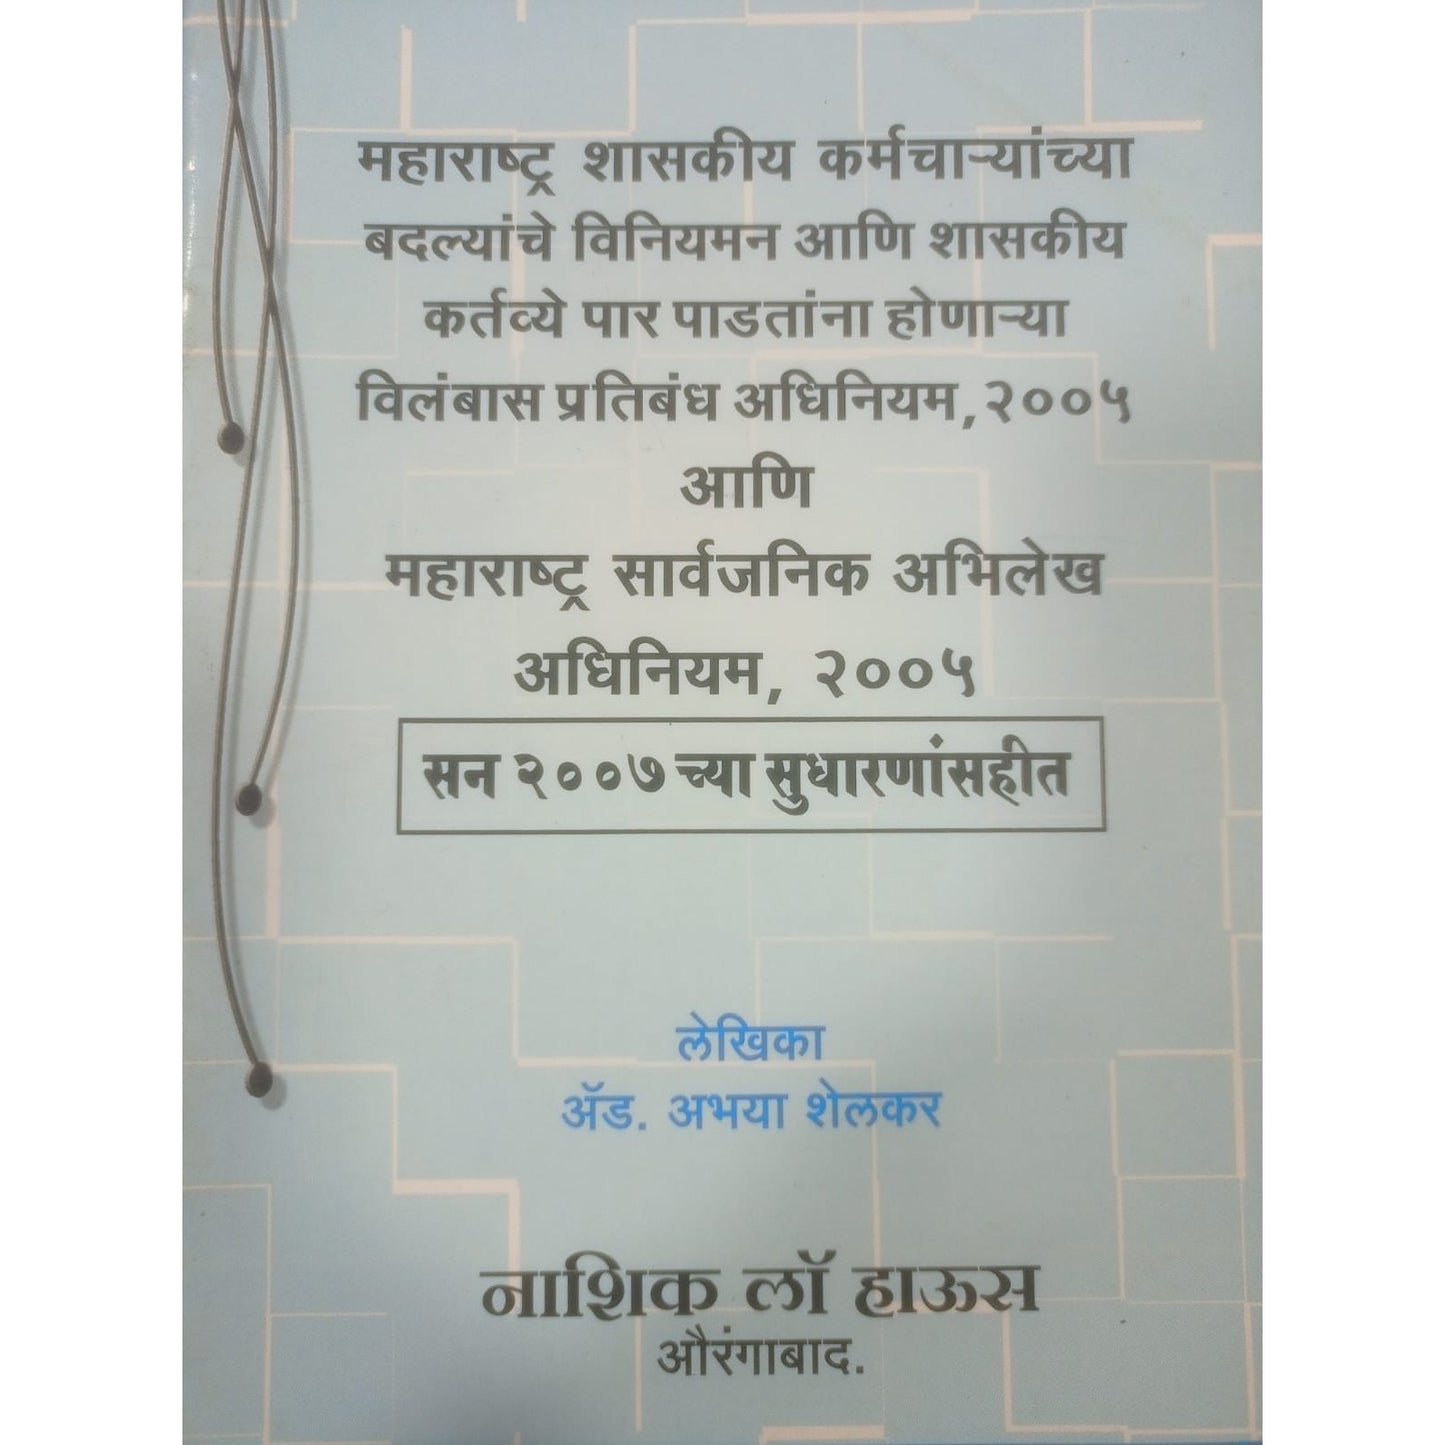 महाराष्ट्र शासकीय कर्मचाऱ्यांच्या
बदल्यांचे विनियमन आणि शासकीय
कर्तव्ये पार पाडतांना होणाऱ्या
विलंबास प्रतिबंध अधिनियम,२००५
आणि
महाराष्ट्र सार्वजनिक अभिलेख
अधिनियम, २००५
सन २००७ च्या सुधारणांसहीत
लेखिका
ॲड. अभया शेलकर
नाशिक लॉ हाऊस
औरंगाबाद.